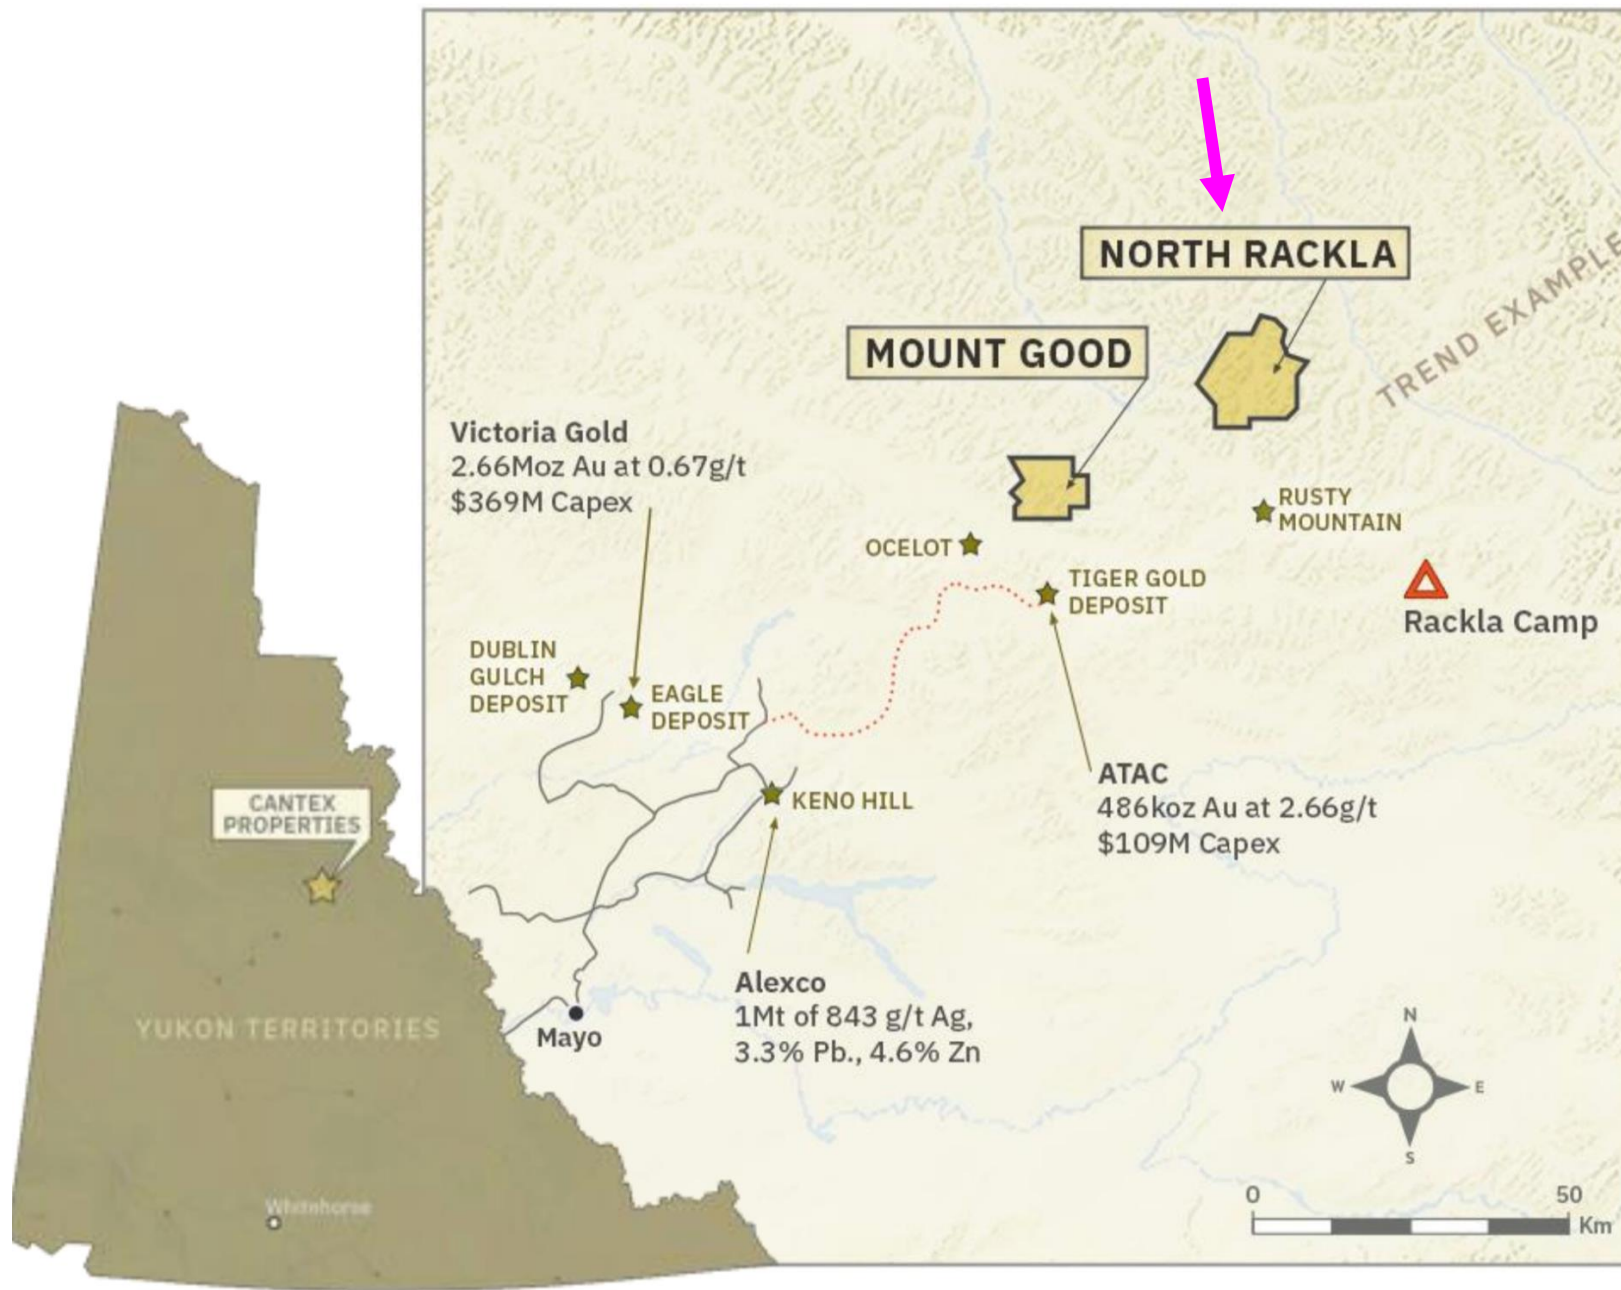 NORTH RACKLA
MOUNT GOOD
TREND EXAMPLE
Victoria Gold
2.66Moz Au at 0.67g/t
$369M Capex
RUSTY
MOUNTAIN
OCELOT
TIGER GOLD
DEPOSIT
Rackla Camp
DUBLIN
GULCH
DEPOSIT
EAGLE
DEPOSIT
ATAC
486koz Au at 2.66g/t
$109M Capex
KENO HILL
CANTEX
PROPERTIES
Alexco
1Mt of 843 g/t Ag,
3.3% Pb., 4.6% Zn
Mayo
YUKON TERRITORIES
Whitehorse
N
W
E
S
0
50
Km